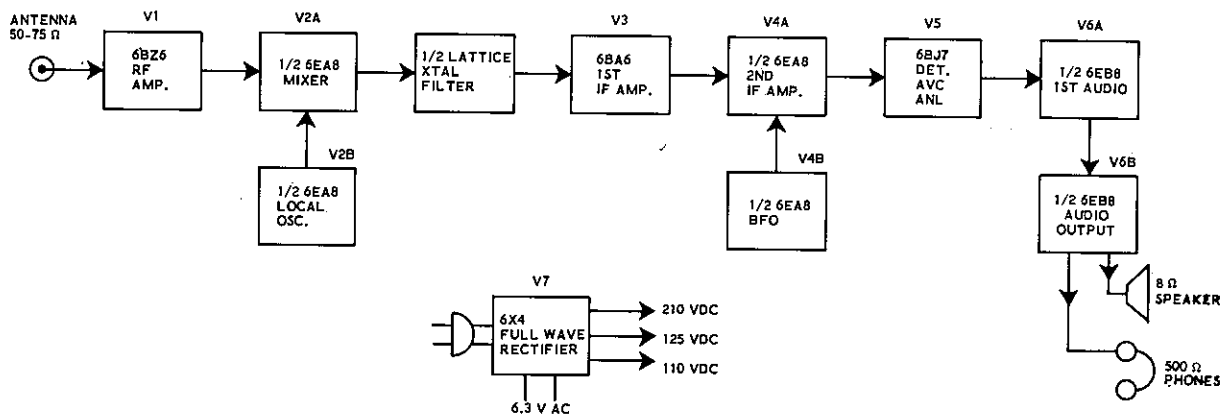 ANTENNA
50-75 Ω
V1
6BZ6
RF
AMP.
V2A
1/2 6EA8
MIXER
1/2 LATTICE
XTAL
FILTER
V3
6BA6
1ST
IF AMP.
V4A
1/2 6EA8
2ND
IF AMP.
V5
6BJ7
DET.
AVC
ANL
V6A
1/2 6EB8
1ST AUDIO
V2B
1/2 6EA8
LOCAL
OSC.
V4B
1/2 6EA8
BFO
V6B
1/2 6EB8
AUDIO
OUTPUT
8 Ω
SPEAKER
500 Ω
PHONES
V7
6X4
FULL WAVE
RECTIFIER
210 VDC
125 VDC
110 VDC
6.3 V AC